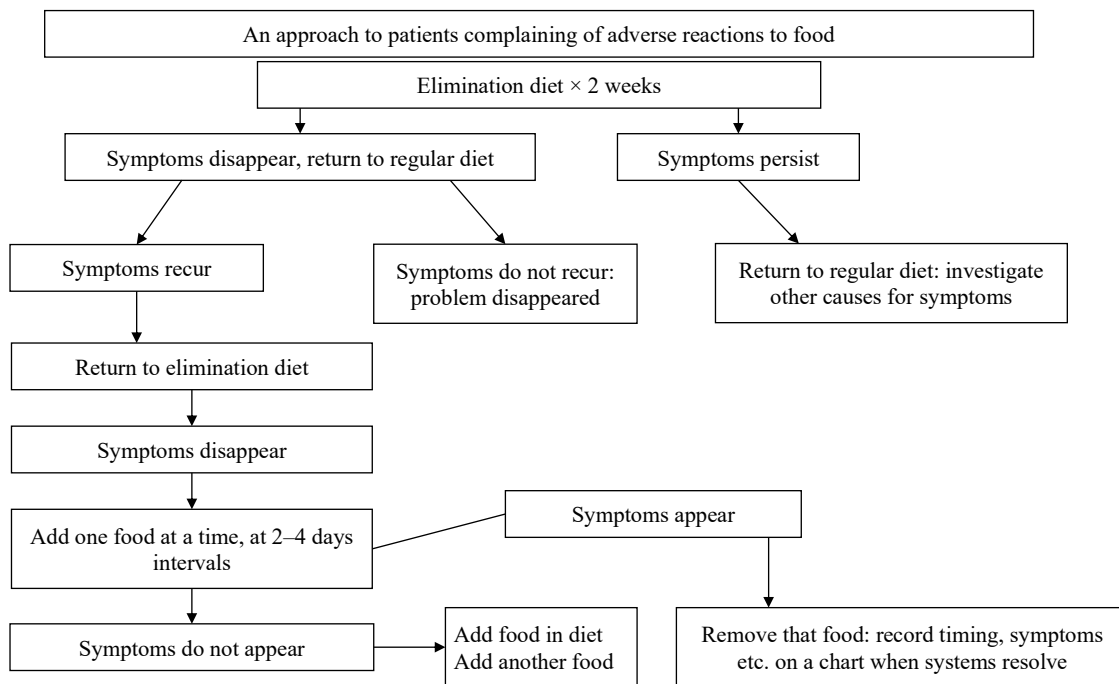 An approach to patients complaining of adverse reactions to food
Elimination diet × 2 weeks
Symptoms disappear, return to regular diet
Symptoms persist
Symptoms recur
Symptoms do not recur:
problem disappeared
Return to regular diet: investigate
other causes for symptoms
Return to elimination diet
Symptoms disappear
Add one food at a time, at 2–4 days
intervals
Symptoms appear
Symptoms do not appear
Add food in diet
Add another food
Remove that food: record timing, symptoms
etc. on a chart when systems resolve